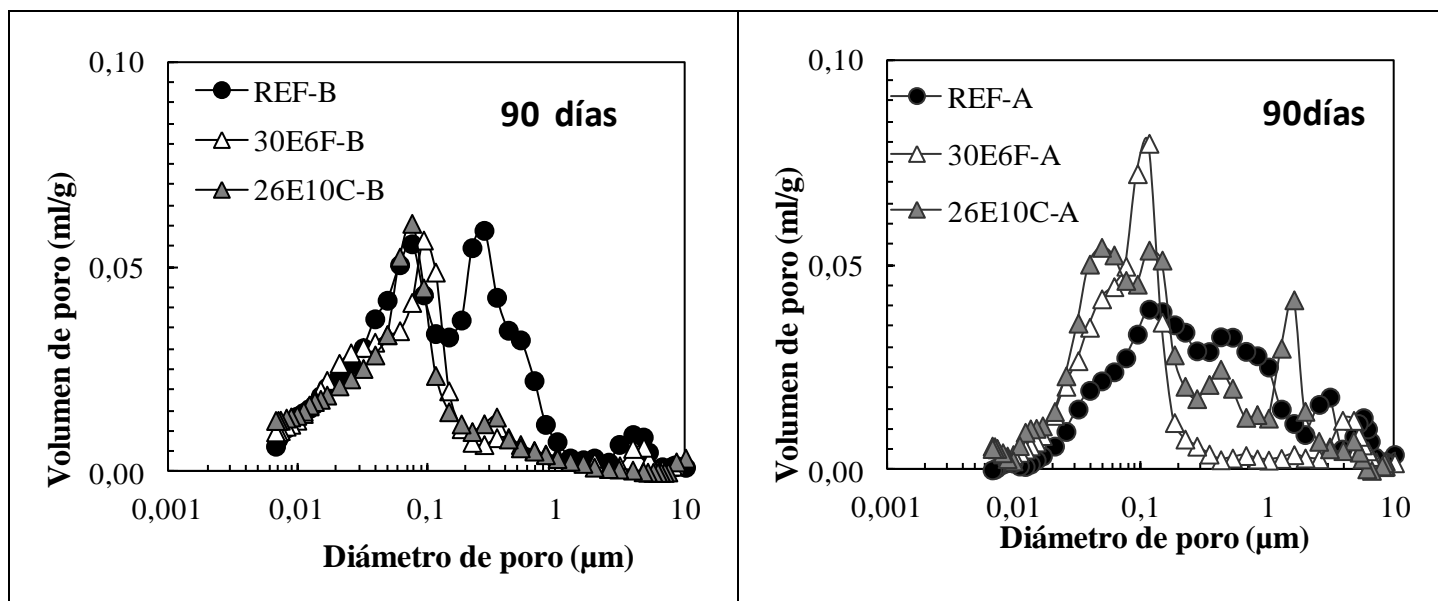 0,10
REF-B
90 días
30E6F-B
26E10C-B
0,05
0,00
0,001
0,01
0,1
1
10
Volumen de poro (ml/g)
Diámetro de poro (µm)
0,10
REF-A
90días
30E6F-A
26E10C-A
0,05
0,00
0,001
0,01
0,1
1
10
Volumen de poro (ml/g)
Diámetro de poro (µm)